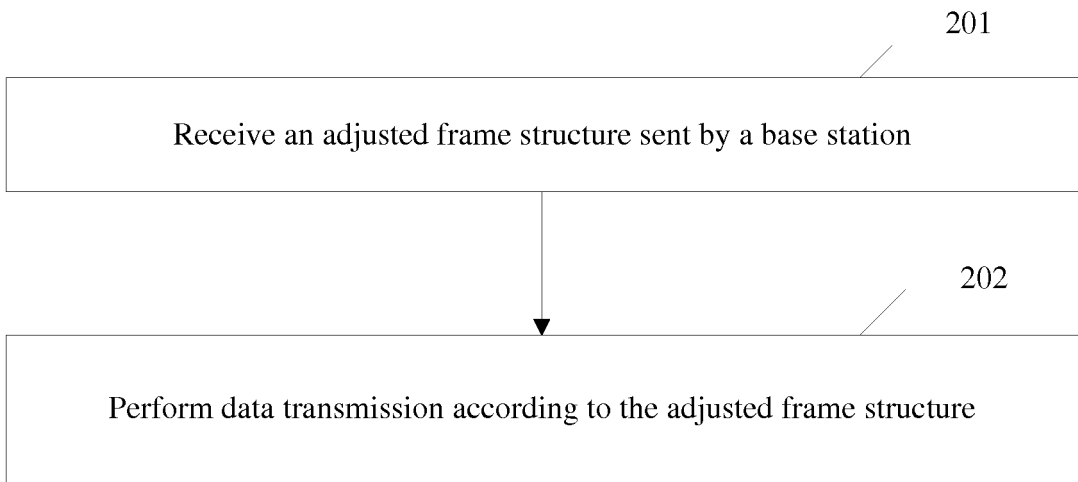 201
Receive an adjusted frame structure sent by a base station
202
Perform data transmission according to the adjusted frame structure